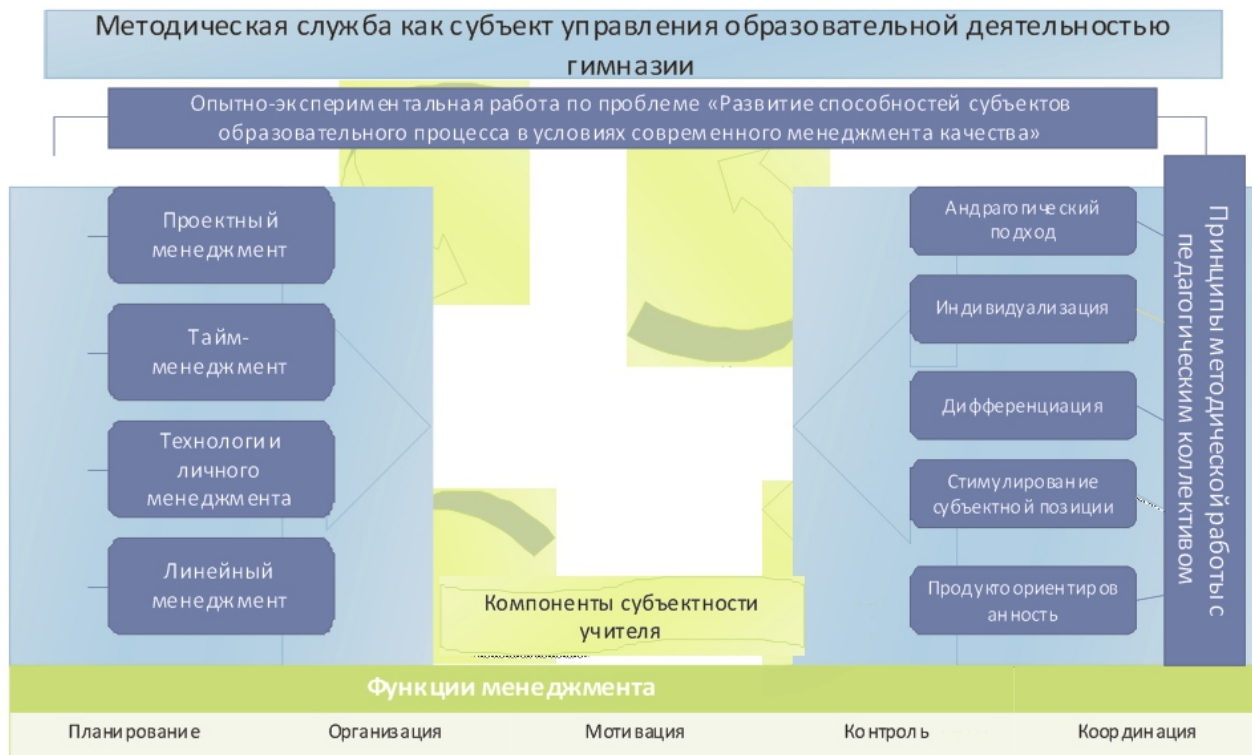 Методическая служба как субъект управления образовательной деятельностью
гимназии
Опытно-экспериментальная работа по проблеме «Развитие способностей субъектов
образовательного процесса в условиях современного менеджмента качества»
Проектный
менеджмент
Тайм-
менеджмент
Технологии
личного
менеджмента
Линейный
менеджмент
Андрагогический
подход
Индивидуализация
Дифференциация
Стимулирование
субъектной позиции
Продуктоориентиров
анность
Принципы методической работы с
педагогическим коллективом
Компоненты субъектности
учителя
Функции менеджмента
Планирование Организация Мотивация Контроль Координация